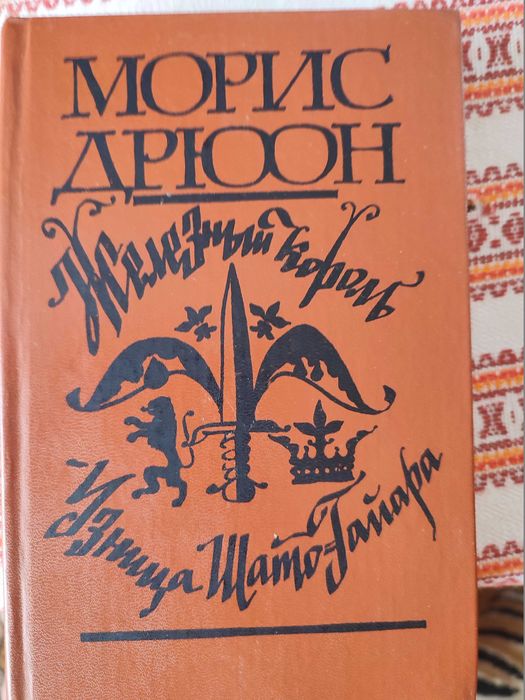 МОРИС
ДРЮОН
Железный король
Узница Шато-Гайара